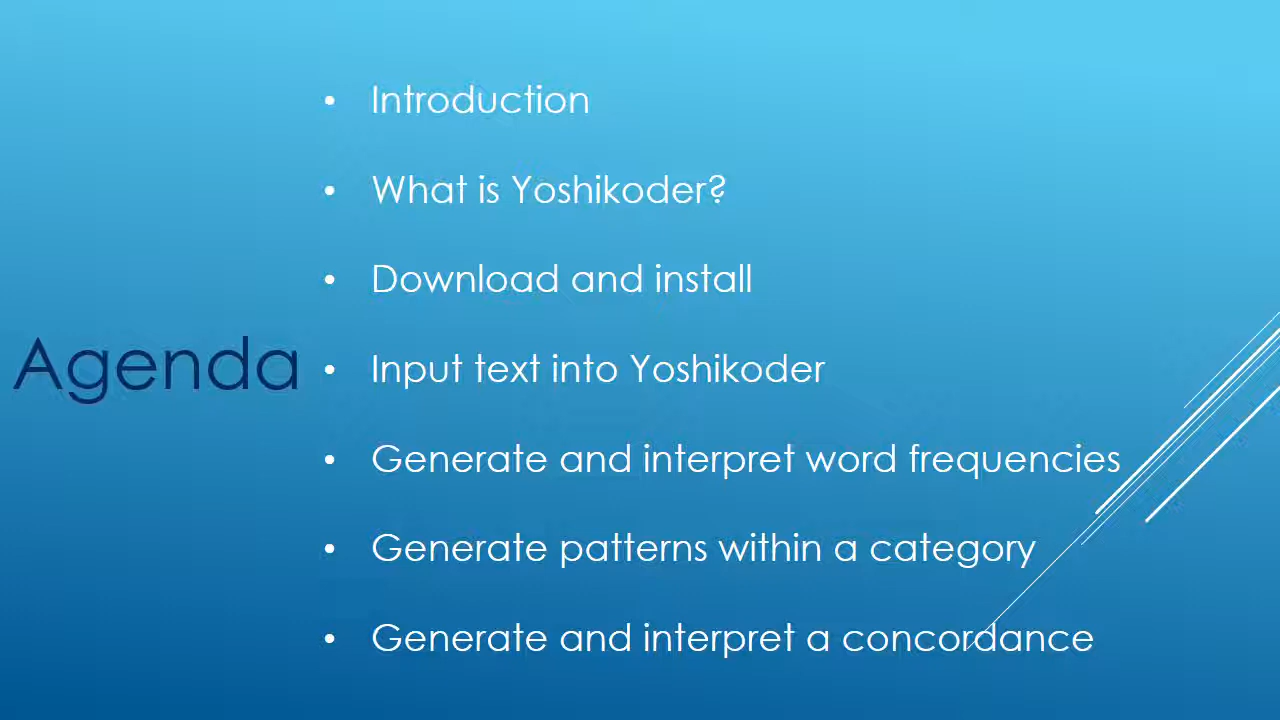 Agenda
• Introduction
• What is Yoshikoder?
• Download and install
• Input text into Yoshikoder
• Generate and interpret word frequencies
• Generate patterns within a category
• Generate and interpret a concordance